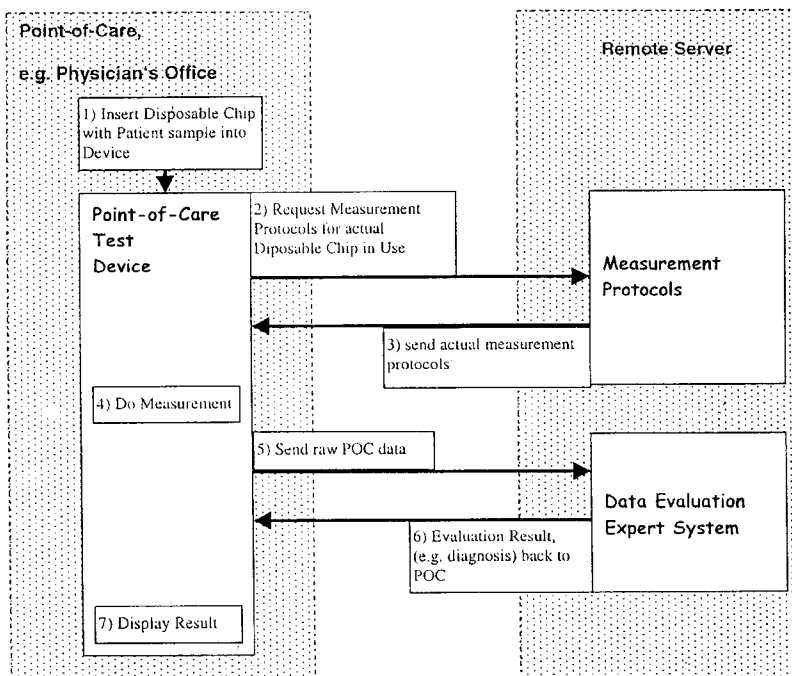 Point-of-Care,
e.g. Physician's Office
Remote Server
1) Insert Disposable Chip
with Patient sample into
Device
Point-of-Care
Test
Device
2) Request Measurement
Protocols for actual
Diposable Chip in Use
Measurement
Protocols
3) send actual measurement
protocols
4) Do Measurement
5) Send raw POC data
Data Evaluation
Expert System
6) Evaluation Result,
(e.g. diagnosis) back to
POC
7) Display Result